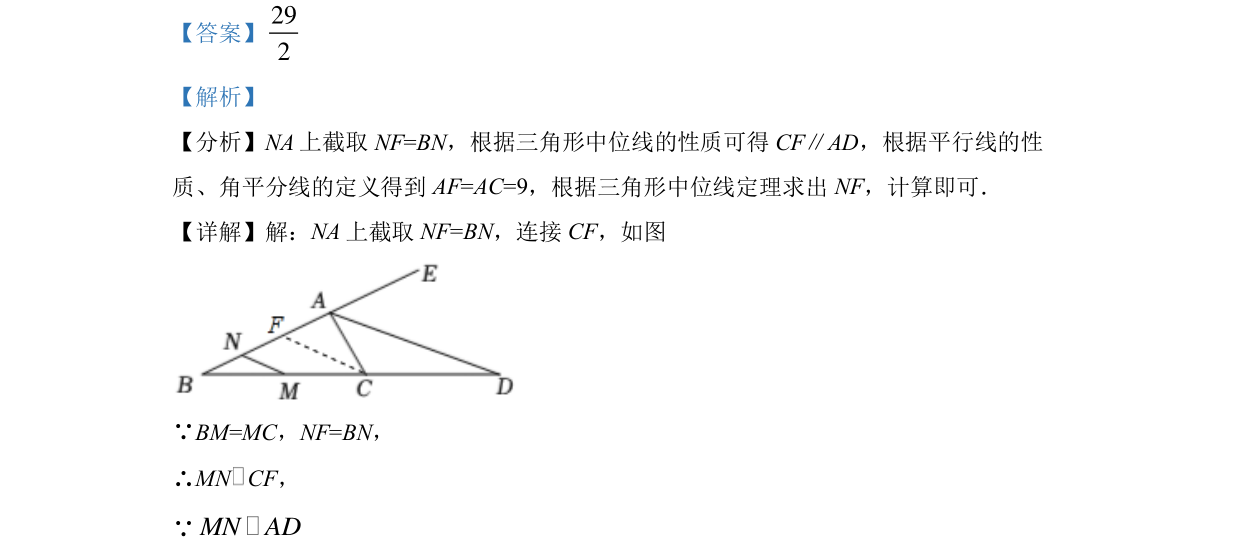 【答案】29/2
【解析】
【分析】NA 上截取 NF=BN，根据三角形中位线的性质可得 CF∥AD，根据平行线的性
质、角平分线的定义得到 AF=AC=9，根据三角形中位线定理求出 NF，计算即可．
【详解】解：NA 上截取 NF=BN，连接 CF，如图
E
A
F
N
B M C D
∵BM=MC，NF=BN，
∴MN□CF，
∵ MN□AD